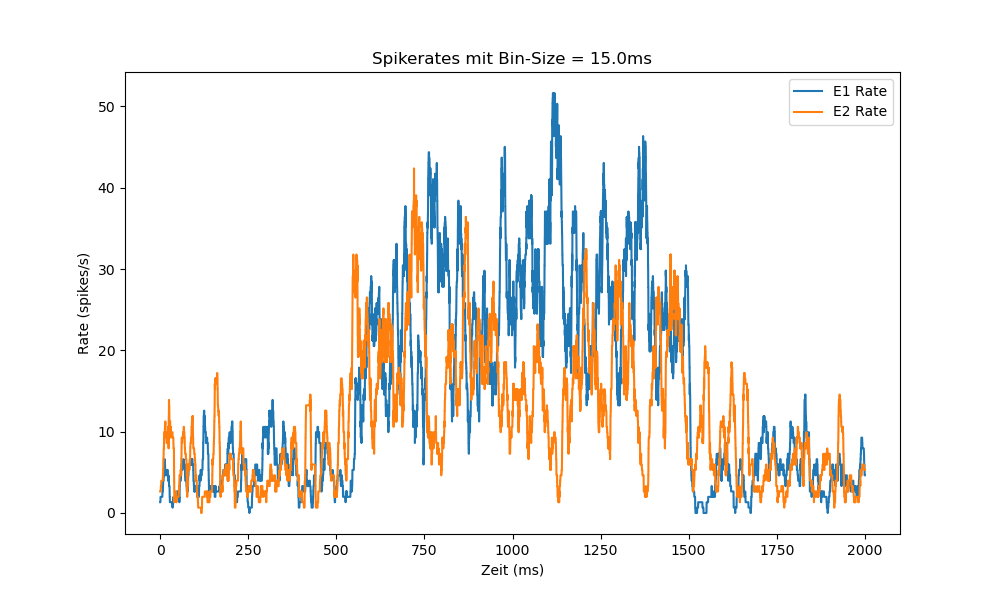 Spikerates mit Bin-Size = 15.0ms
E1 Rate
E2 Rate
Rate (spikes/s)
50
40
30
20
10
0
0 250 500 750 1000 1250 1500 1750 2000
Zeit (ms)